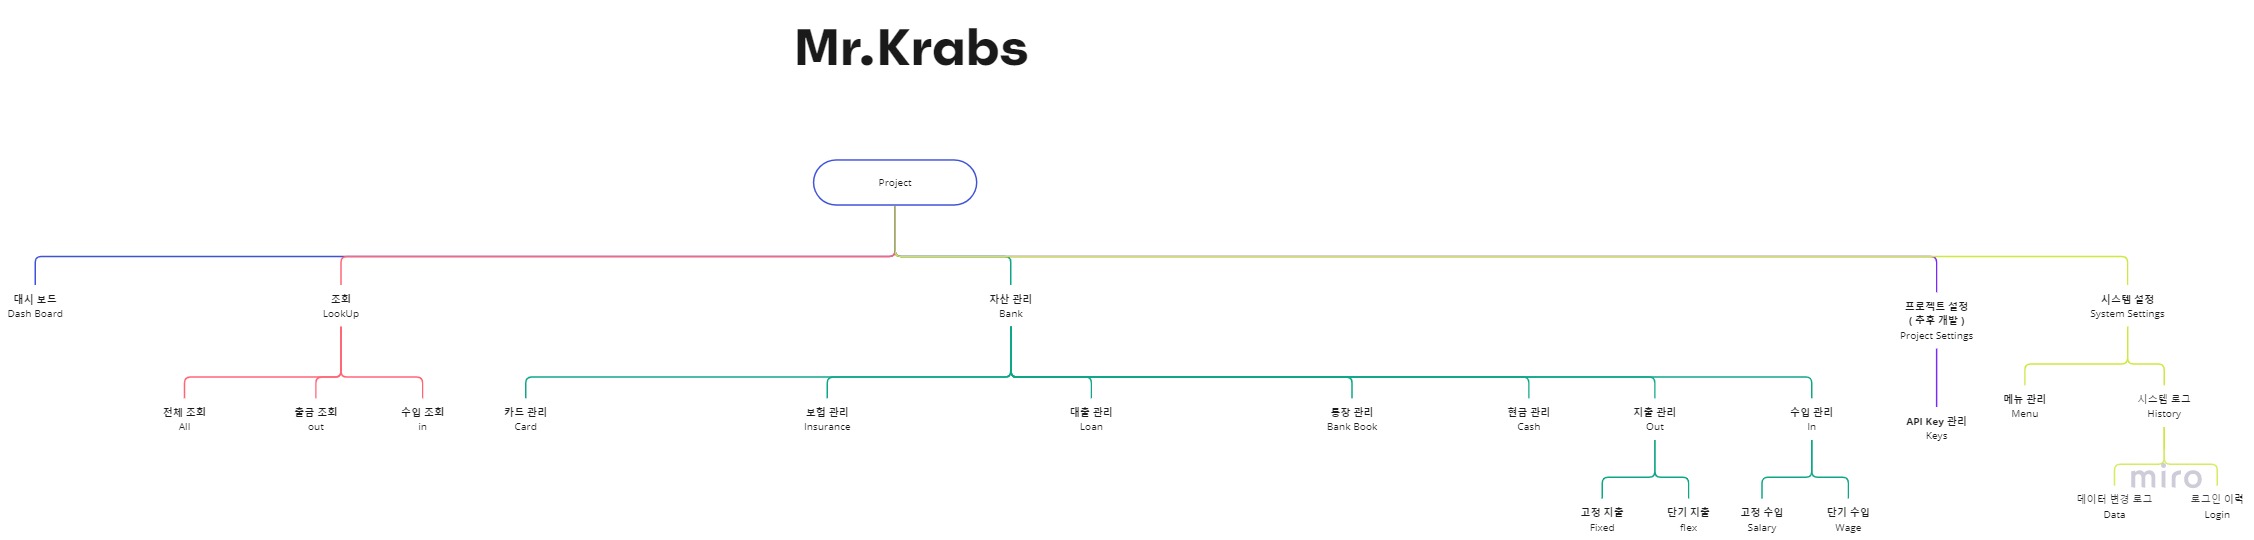 Mr.Krabs
Project
대시 보드
Dash Board
조회
LookUp
자산 관리
Bank
프로젝트 설정
( 추후 개발 )
Project Settings
시스템 설정
System Settings
전체 조회
All
출금 조회
out
수입 조회
in
카드 관리
Card
보험 관리
Insurance
대출 관리
Loan
통장 관리
Bank Book
현금 관리
Cash
지출 관리
Out
수입 관리
In
API Key 관리
Keys
메뉴 관리
Menu
시스템 로그
History
고정 지출
Fixed
단기 지출
flex
고정 수입
Salary
단기 수입
Wage
miro
데이터 변경 로그
Data
로그인 이력
Login